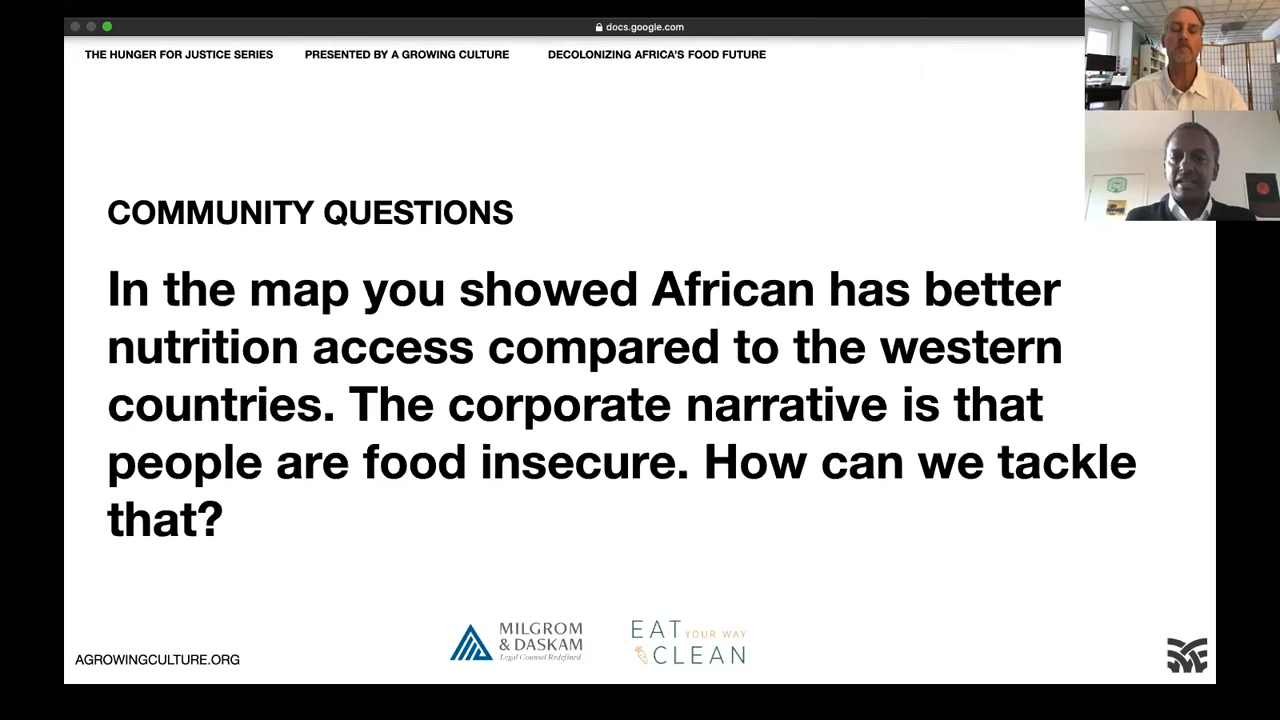 docs.google.com
THE HUNGER FOR JUSTICE SERIES PRESENTED BY A GROWING CULTURE DECOLONIZING AFRICA'S FOOD FUTURE
COMMUNITY QUESTIONS
In the map you showed African has better
nutrition access compared to the western
countries. The corporate narrative is that
people are food insecure. How can we tackle
that?
MILGROM
& DASKAM
Legal Counsel Redefined
EAT YOUR WAY
CLEAN
AGROWINGCULTURE.ORG